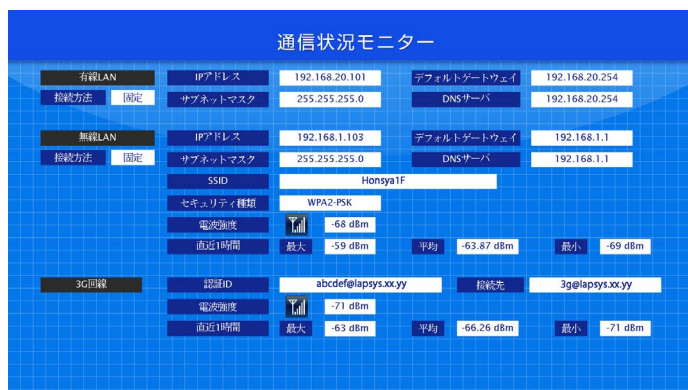 通信状況モニター
有線LAN IPアドレス 192.168.20.101 デフォルトゲートウェイ 192.168.20.254
接続方法 固定 サブネットマスク 255.255.255.0 DNSサーバ 192.168.20.254
無線LAN IPアドレス 192.168.1.103 デフォルトゲートウェイ 192.168.1.1
接続方法 固定 サブネットマスク 255.255.255.0 DNSサーバ 192.168.1.1
SSID Honsya1F
セキュリティ種類 WPA2-PSK
電波強度 -68 dBm
直近1時間 最大 -59 dBm 平均 -63.87 dBm 最小 -69 dBm
3G回線 認証ID abcdef@lapsys.xx.yy 接続先 3g@lapsys.xx.yy
電波強度 -71 dBm
直近1時間 最大 -63 dBm 平均 -66.26 dBm 最小 -71 dBm